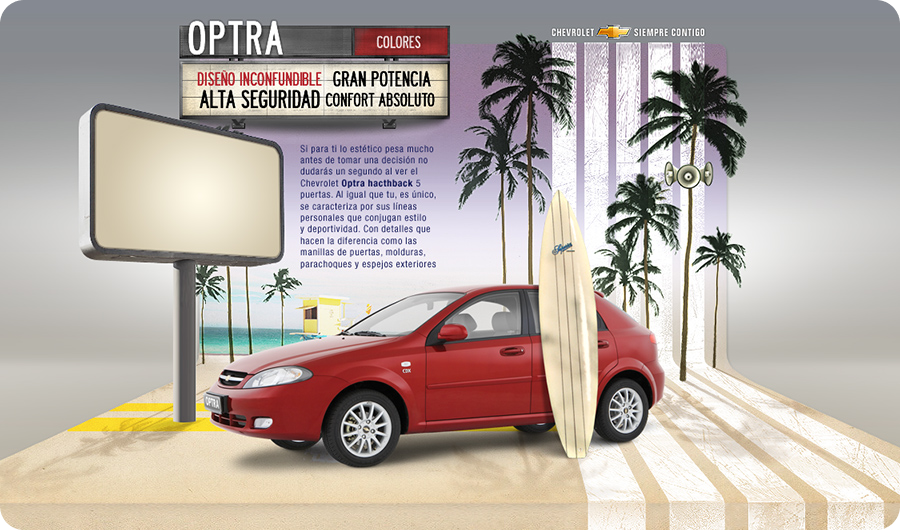 OPTRA
COLORES
CHEVROLET SIEMPRE CONTIGO
DISEÑO INCONFUNDIBLE GRAN POTENCIA
ALTA SEGURIDAD CONFORT ABSOLUTO
Si para ti lo estético pesa mucho
antes de tomar una decisión no
dudarás un segundo al ver el
Chevrolet Optra hacthback 5
puertas. Al igual que tu, es único,
se caracteriza por sus líneas
personales que conjugan estilo
y deportividad. Con detalles que
hacen la diferencia como las
manillas de puertas, molduras,
parachoques y espejos exteriores
CDX
OPTRA